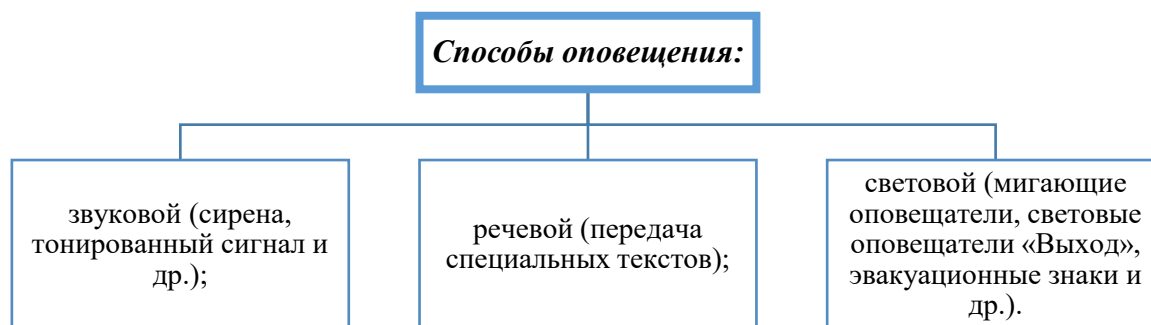 Способы оповещения:
звуковой (сирена,
тонированный сигнал и
др.);
речевой (передача
специальных текстов);
световой (мигающие
оповещатели, световые
оповещатели «Выход»,
эвакуационные знаки и
др.).